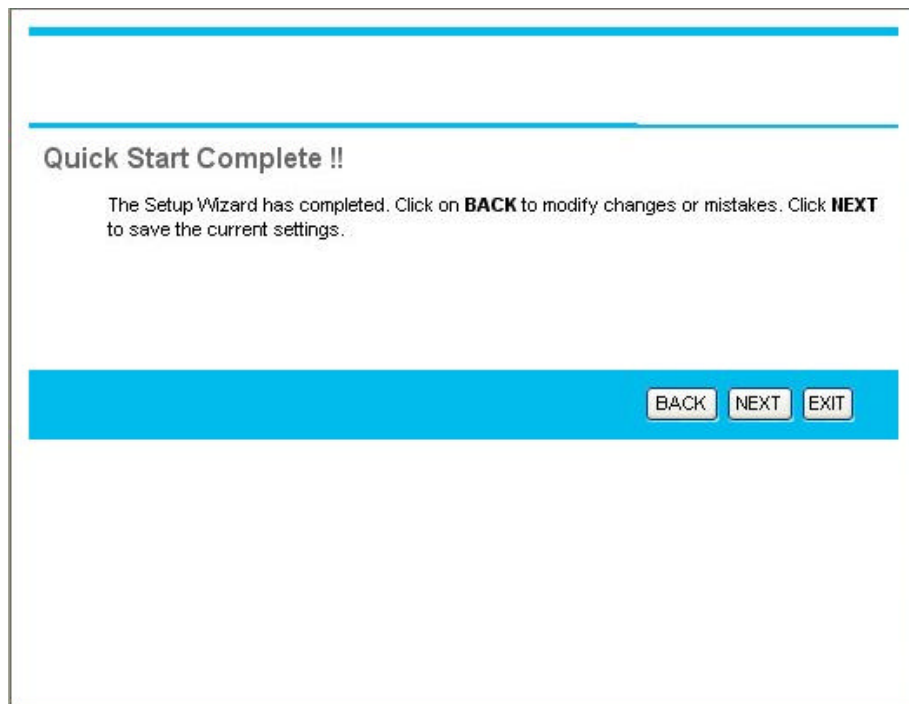 Quick Start Complete !!
The Setup Wizard has completed. Click on BACK to modify changes or mistakes. Click NEXT
to save the current settings.
BACK NEXT EXIT